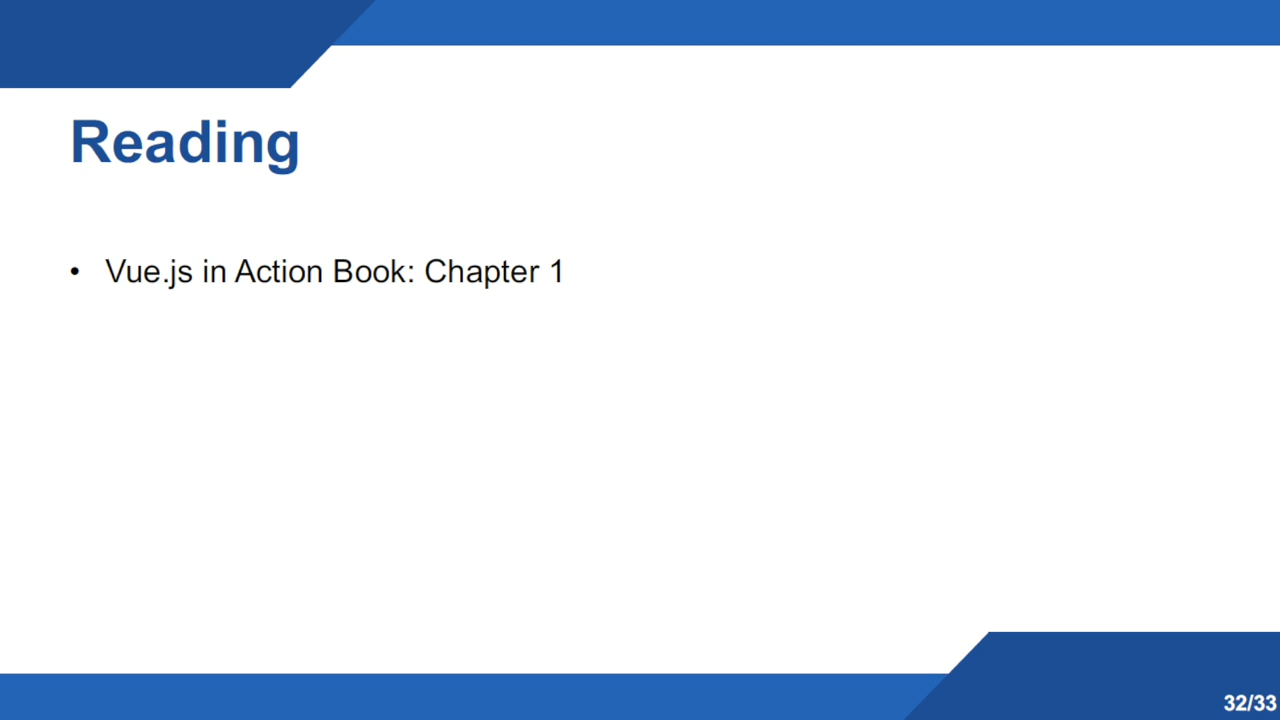 Reading
• Vue.js in Action Book: Chapter 1
32/33